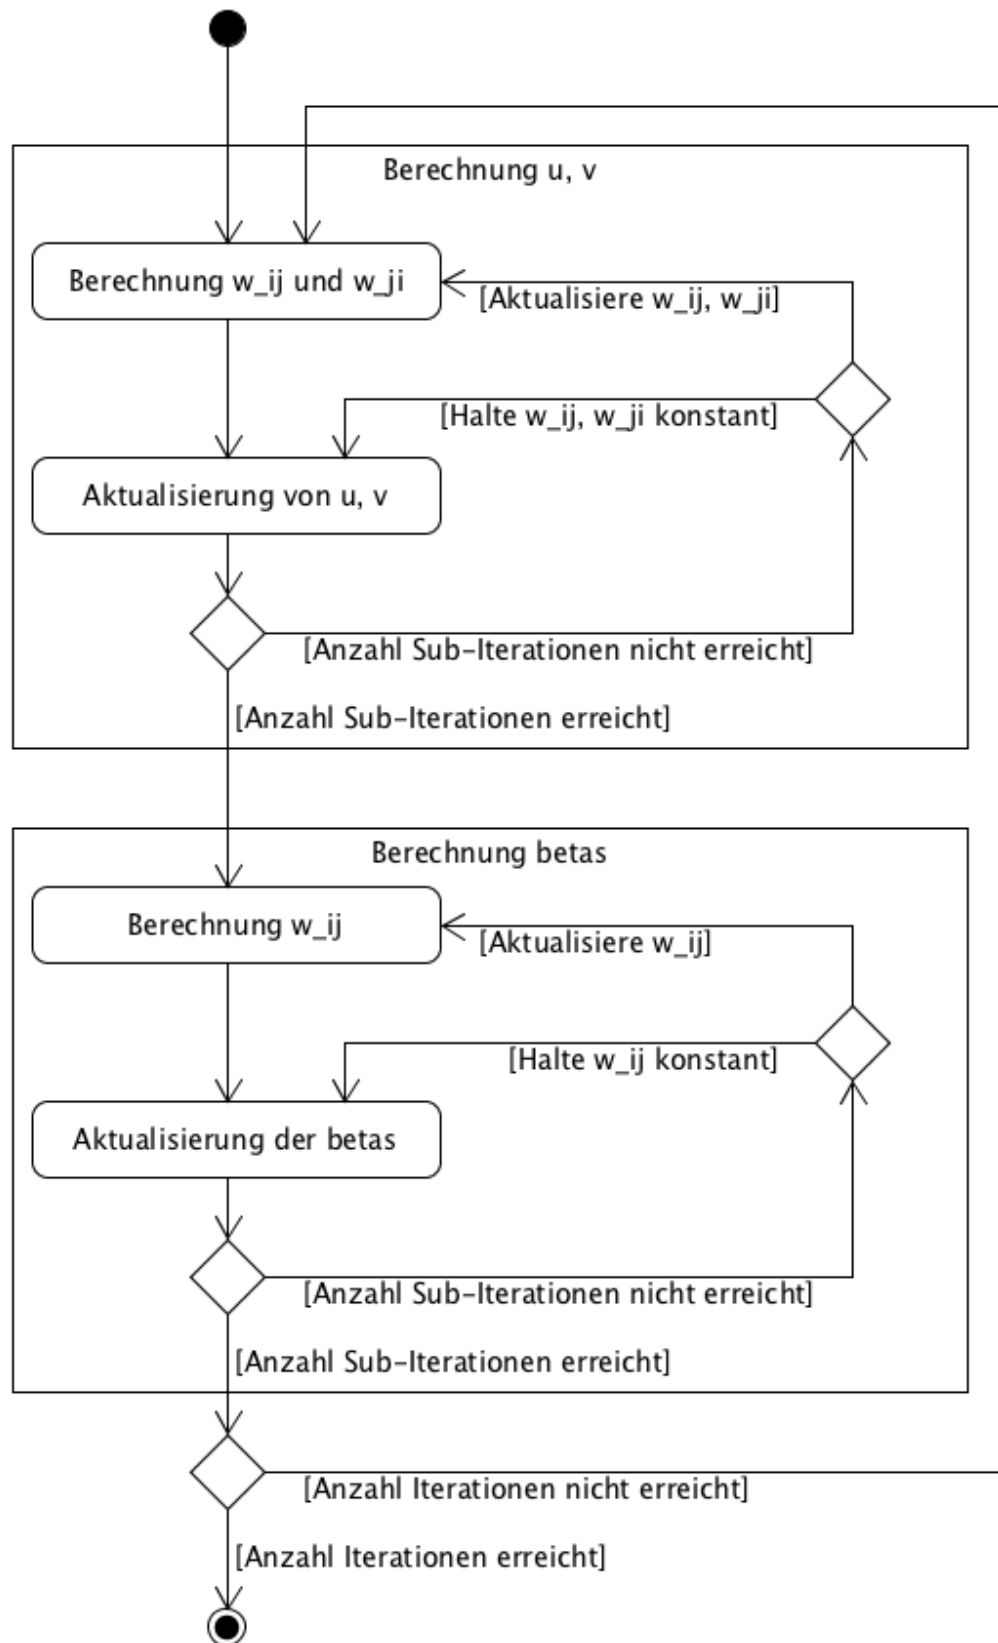 Berechnung u, v
Berechnung w_ij und w_ji
[Aktualisiere w_ij, w_ji]
[Halte w_ij, w_ji konstant]
Aktualisierung von u, v
[Anzahl Sub-Iterationen nicht erreicht]
[Anzahl Sub-Iterationen erreicht]
Berechnung betas
Berechnung w_ij
[Aktualisiere w_ij]
[Halte w_ij konstant]
Aktualisierung der betas
[Anzahl Sub-Iterationen nicht erreicht]
[Anzahl Sub-Iterationen erreicht]
[Anzahl Iterationen nicht erreicht]
[Anzahl Iterationen erreicht]